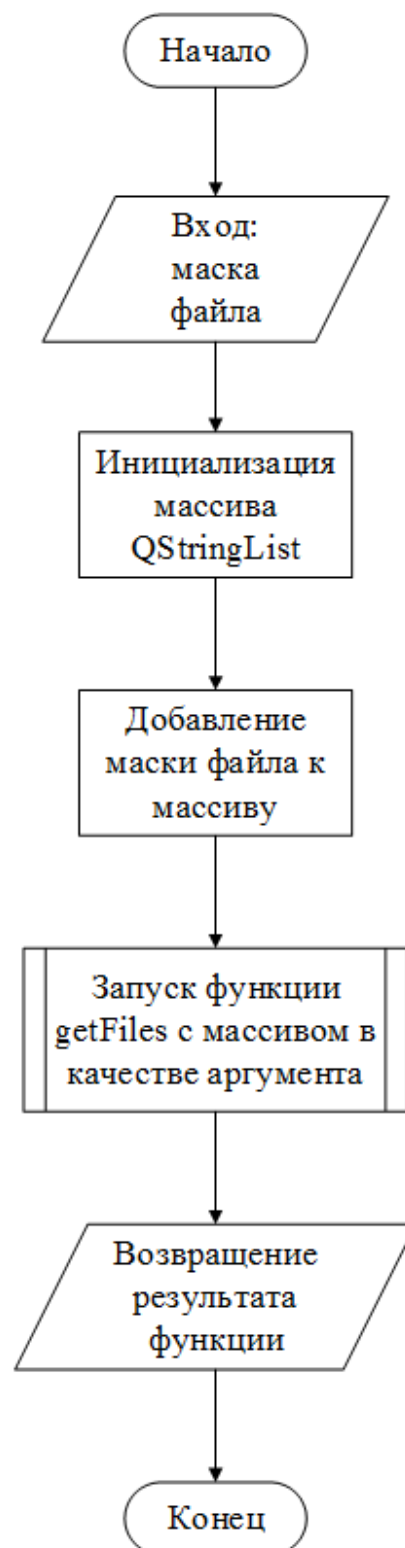 Начало
Вход:
маска
файла
Инициализация
массива
QStringList
Добавление
маски файла к
массиву
Запуск функции
getFiles с массивом в
качестве аргумента
Возвращение
результата
функции
Конец